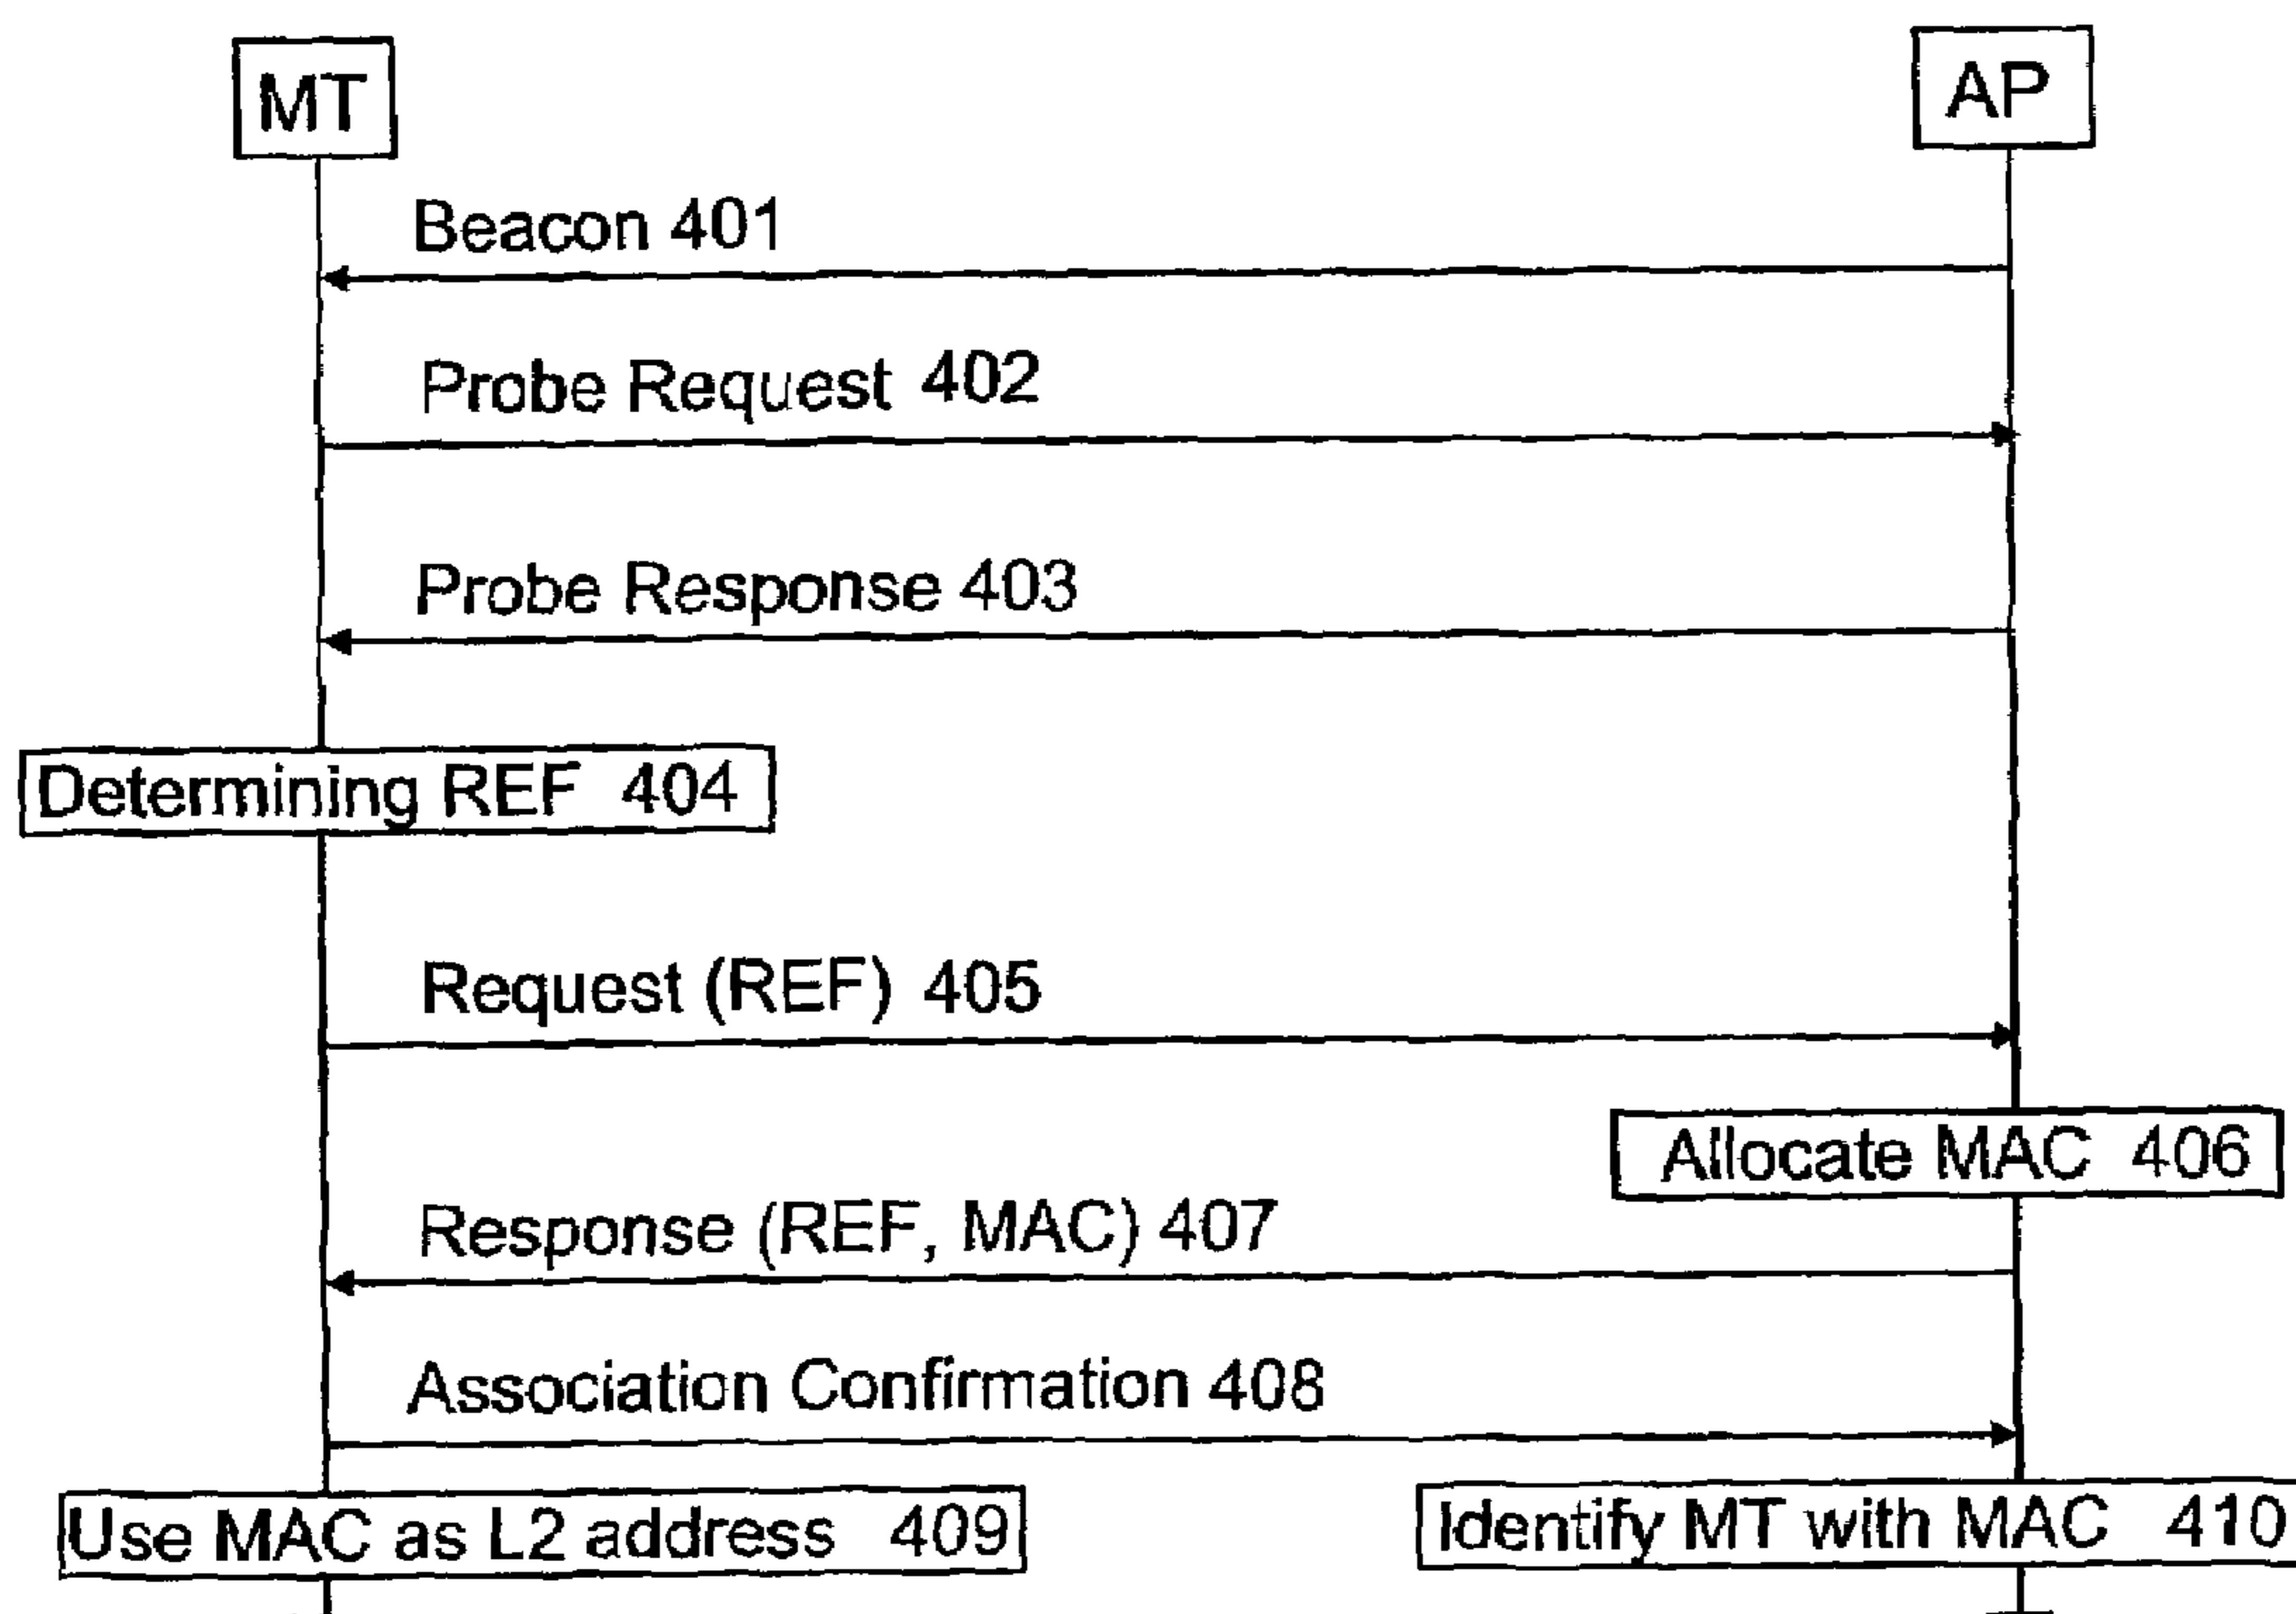 MT
AP
Beacon 401
Probe Request 402
Probe Response 403
Determining REF 404
Request (REF) 405
Allocate MAC 406
Response (REF, MAC) 407
Association Confirmation 408
Use MAC as L2 address 409
Identify MT with MAC 410